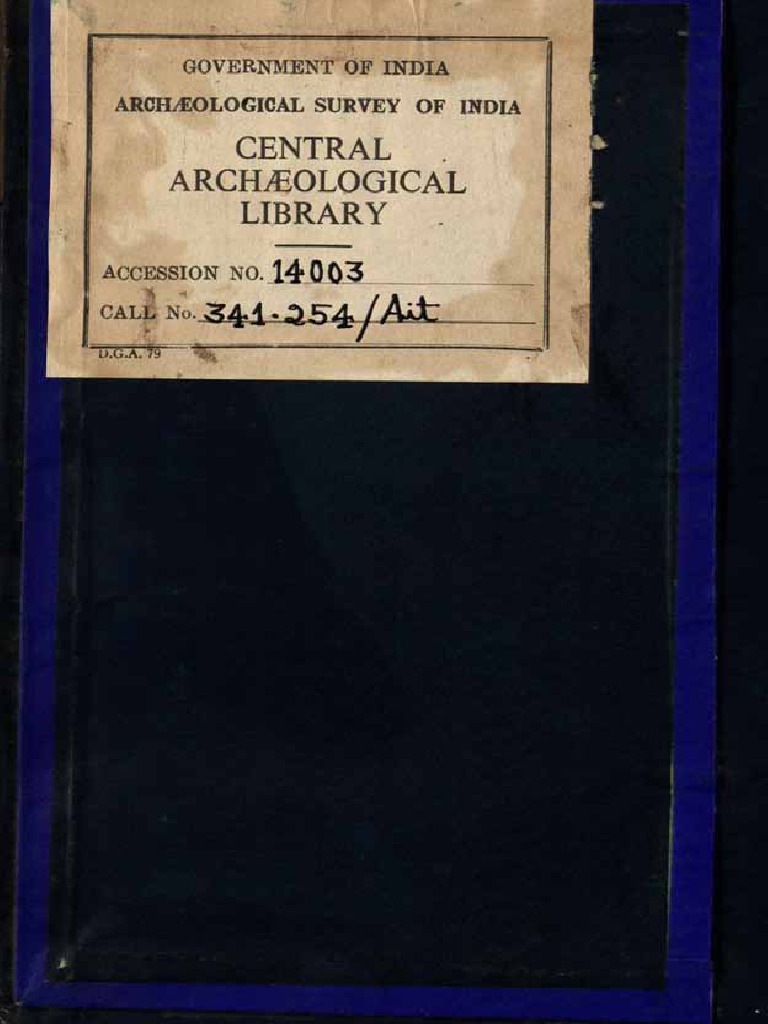 GOVERNMENT OF INDIA
ARCHÆOLOGICAL SURVEY OF INDIA
CENTRAL
ARCHÆOLOGICAL
LIBRARY
ACCESSION NO. 14003
CALL No. 341.254/Ait
D.G.A. 79